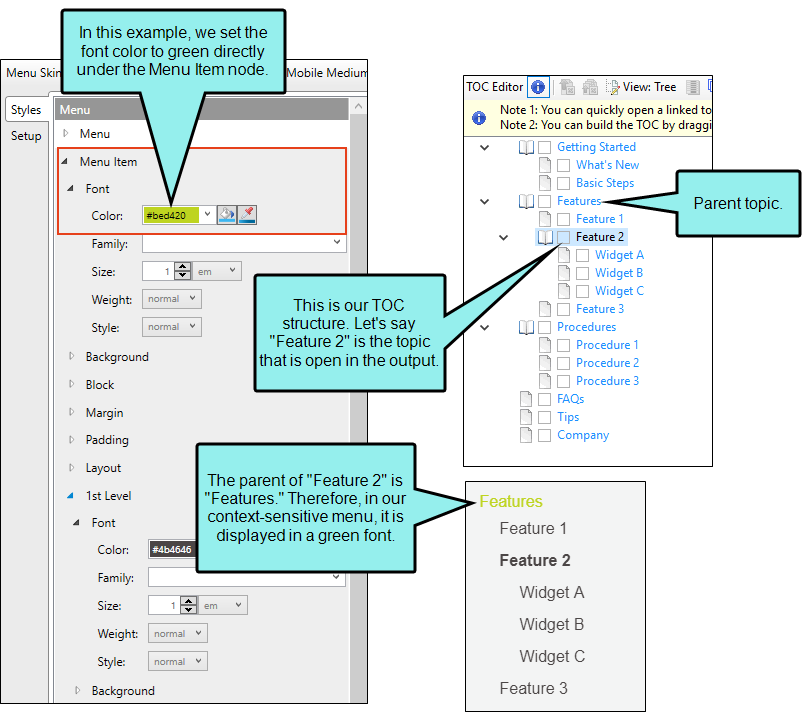 In this example, we set the
font color to green directly
under the Menu Item node.
Menu Skin
Mobile Medium
Styles
Setup
Menu
Menu
Menu Item
Font
Color:
#bed420
Family:
Size:
1
em
Weight:
normal
Style:
normal
Background
Block
Margin
Padding
Layout
1st Level
Font
Color:
#4b4646
Family:
Size:
1
em
Weight:
normal
Style:
normal
Background
TOC Editor
View: Tree
Note 1: You can quickly open a linked to
Note 2: You can build the TOC by draggi
Getting Started
What's New
Basic Steps
Features
Feature 1
Feature 2
Widget A
Widget B
Widget C
Feature 3
Procedures
Procedure 1
Procedure 2
Procedure 3
FAQs
Tips
Company
Parent topic.
This is our TOC
structure. Let's say
"Feature 2" is the topic
that is open in the output.
The parent of "Feature 2" is
"Features." Therefore, in our
context-sensitive menu, it is
displayed in a green font.
Features
Feature 1
Feature 2
Widget A
Widget B
Widget C
Feature 3